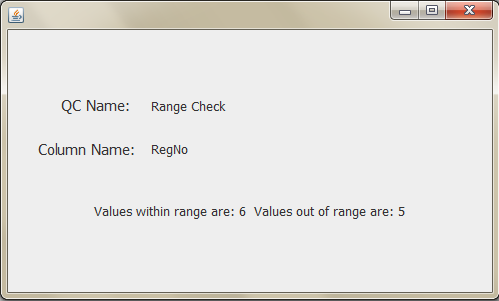 QC Name: Range Check
Column Name: RegNo
Values within range are: 6 Values out of range are: 5